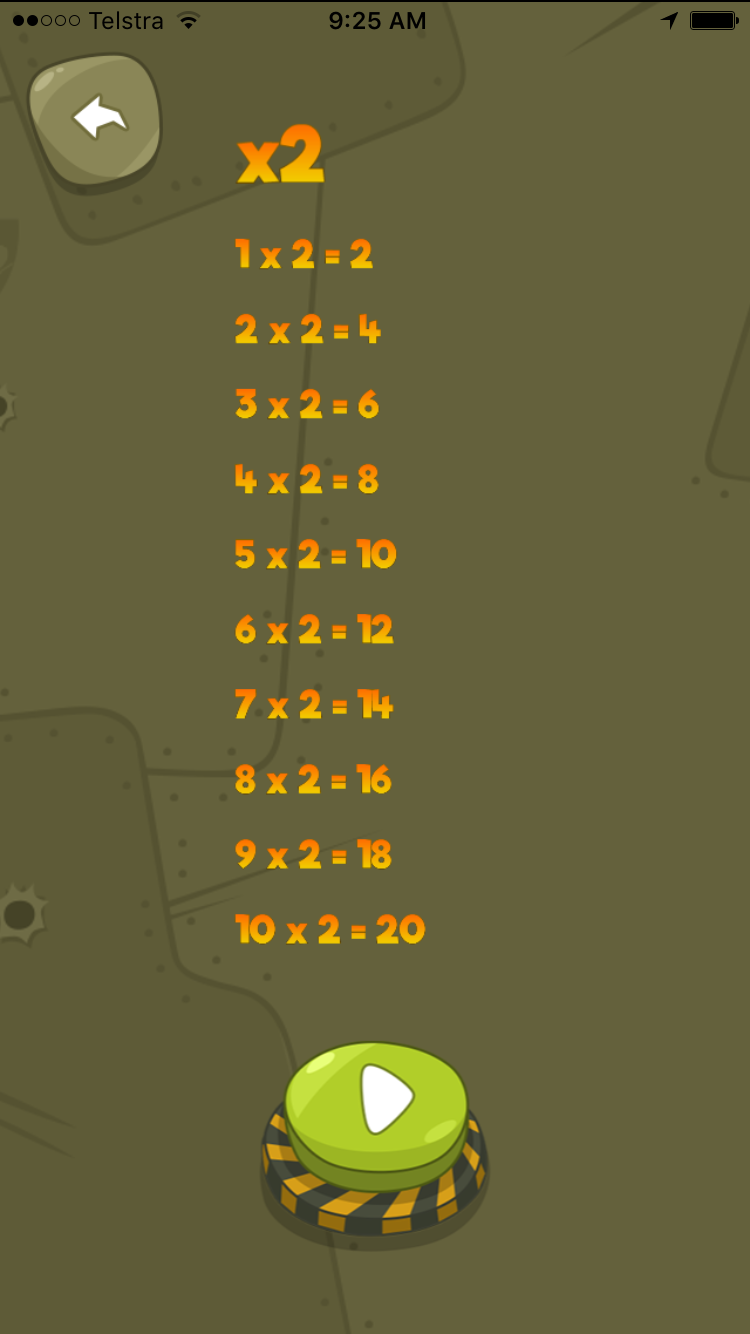 Telstra 9:25 AM
x2
1 x 2 = 2
2 x 2 = 4
3 x 2 = 6
4 x 2 = 8
5 x 2 = 10
6 x 2 = 12
7 x 2 = 14
8 x 2 = 16
9 x 2 = 18
10 x 2 = 20